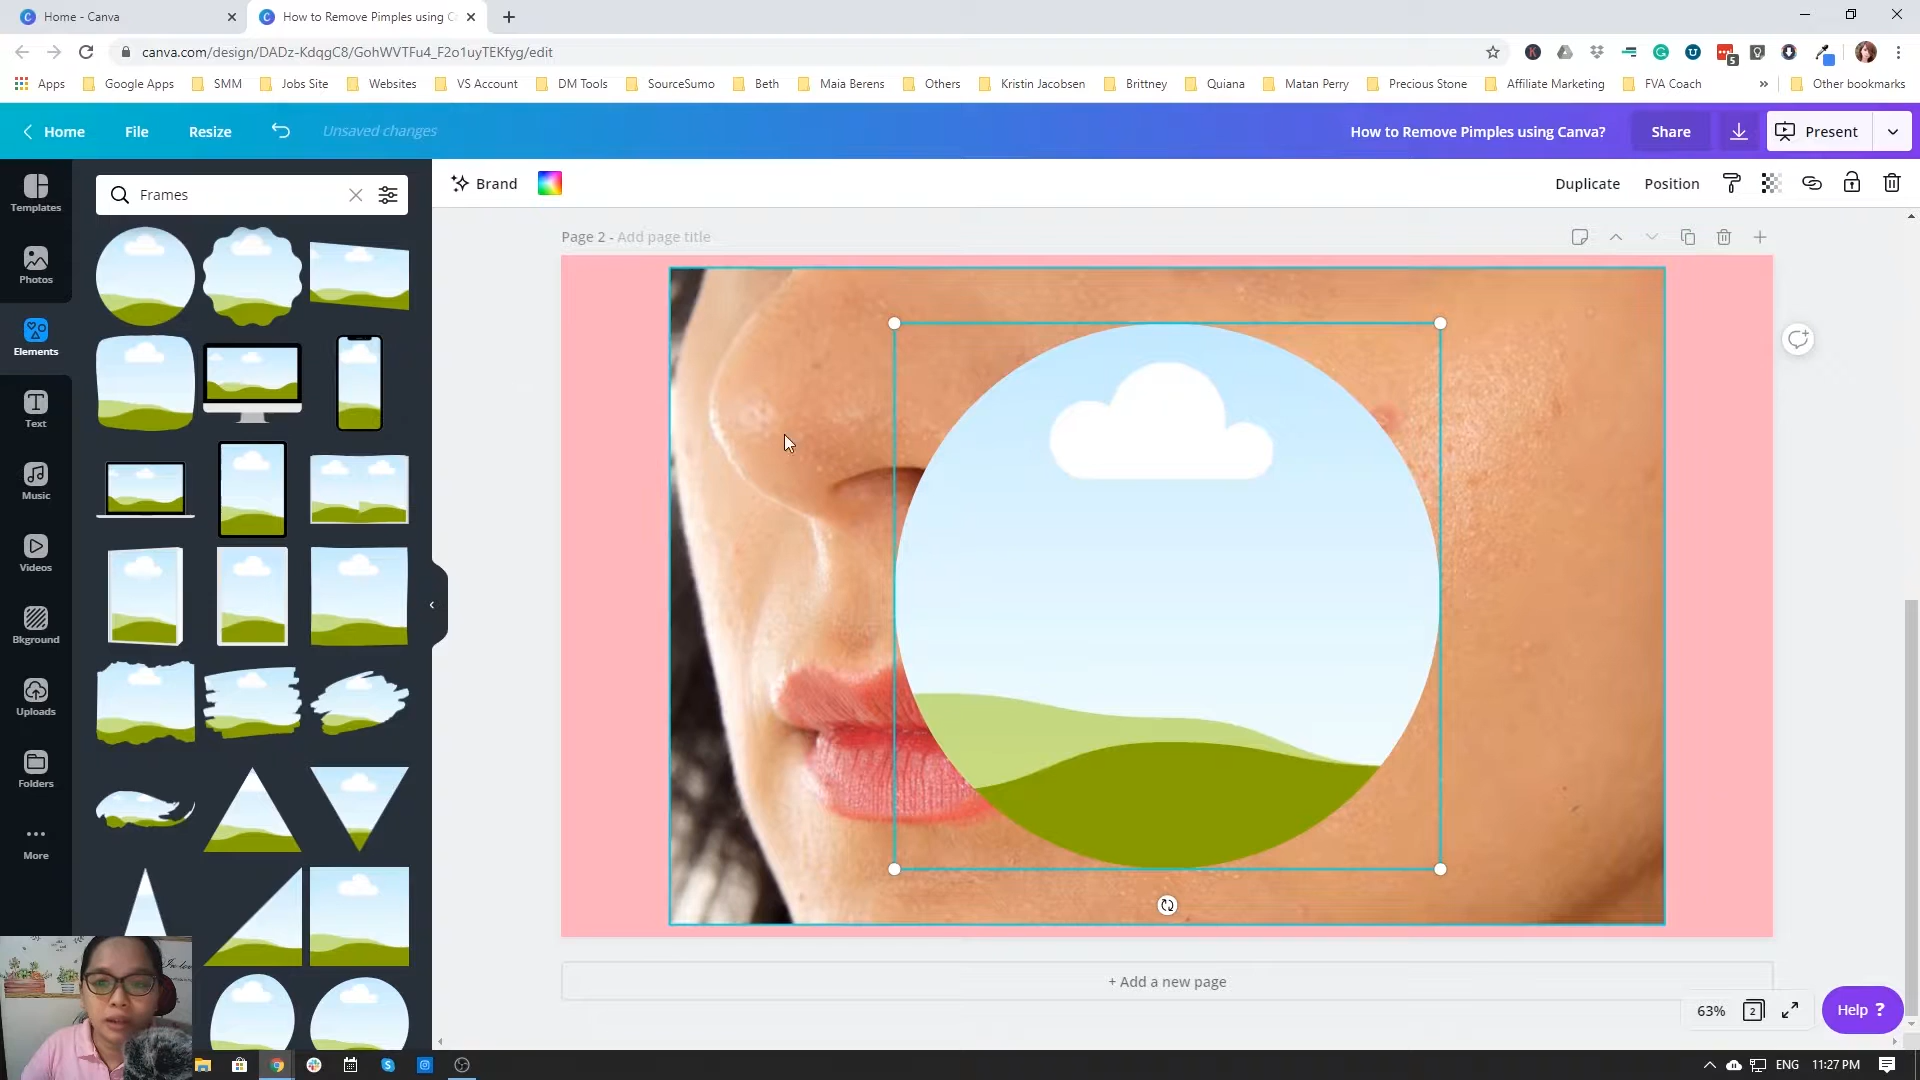 Home - Canva
How to Remove Pimples using C
canva.com/design/DADz-KdqgC8/GohWVTFu4_F2o1uyTEKfyg/edit
5
Apps
Google Apps
SMM
Jobs Site
Websites
VS Account
DM Tools
SourceSumo
Beth
Maia Berens
Others
Kristin Jacobsen
Brittney
Quiana
Matan Perry
Precious Stone
Affiliate Marketing
FVA Coach
»
Other bookmarks
Home
File
Resize
Unsaved changes
How to Remove Pimples using Canva?
Share
Present
Templates
Photos
Elements
Text
Music
Videos
Bkground
Uploads
Folders
More
Frames
Brand
Duplicate
Position
Page 2 - Add page title
+ Add a new page
63%
2
Help ?
ENG
11:27 PM